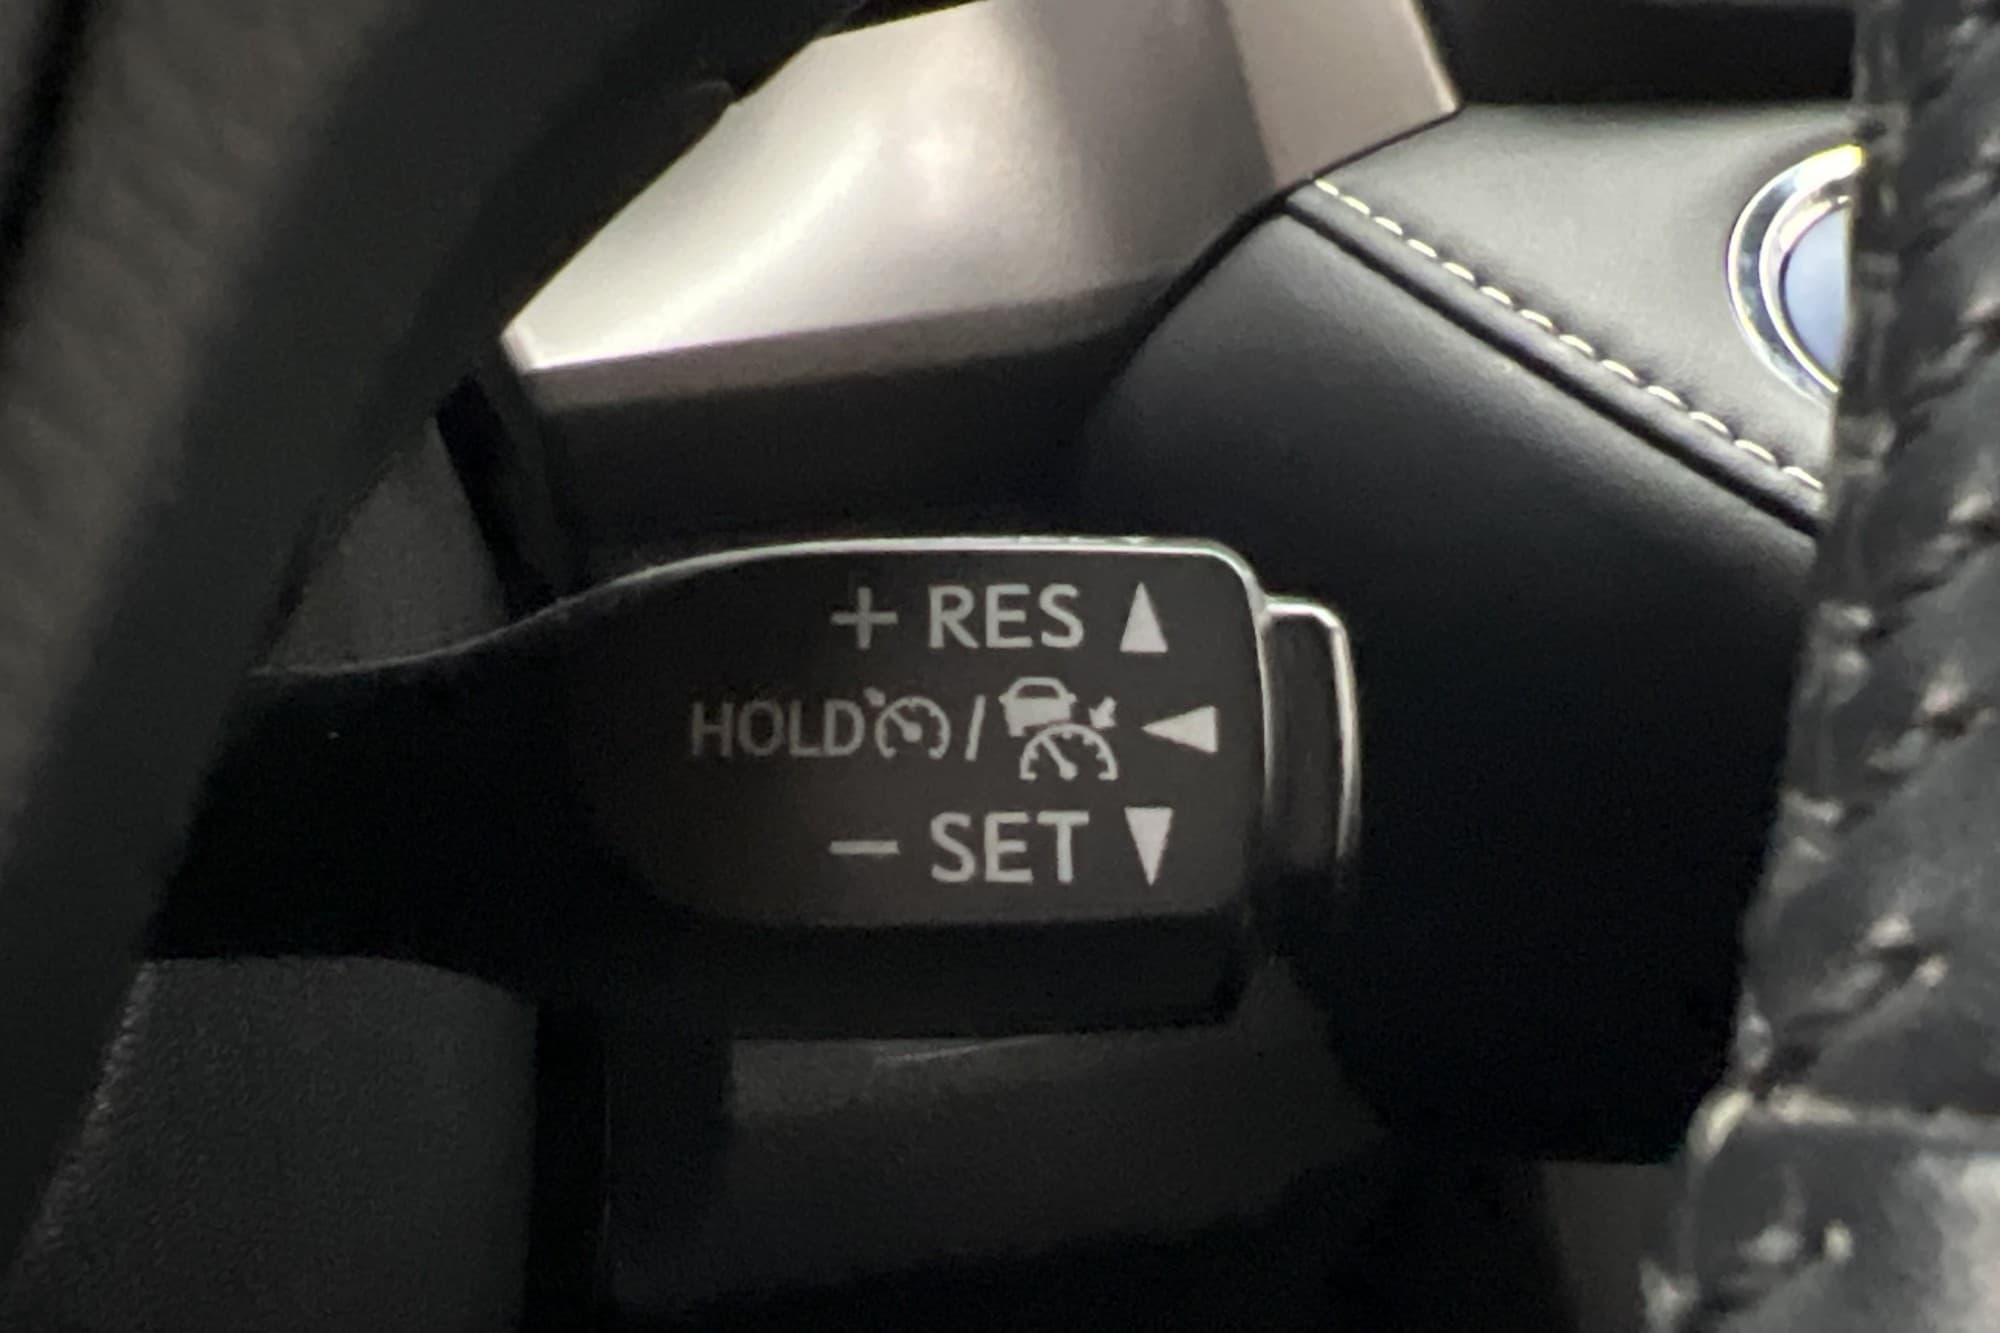 + RES ▲
HOLD / ◀
− SET ▼